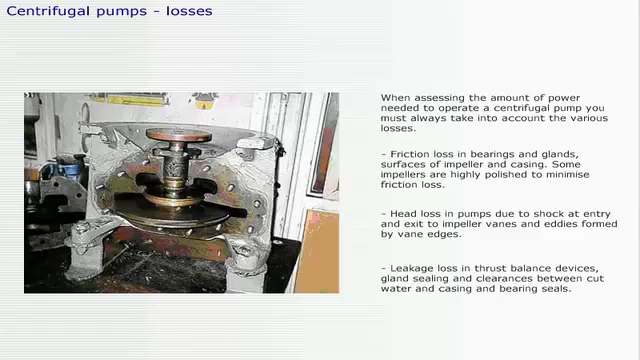 Centrifugal pumps - losses
When assessing the amount of power
needed to operate a centrifugal pump you
must always take into account the various
losses.
- Friction loss in bearings and glands,
surfaces of impeller and casing. Some
impellers are highly polished to minimise
friction loss.
- Head loss in pumps due to shock at entry
and exit to impeller vanes and eddies formed
by vane edges.
- Leakage loss in thrust balance devices,
gland sealing and clearances between cut
water and casing and bearing seals.